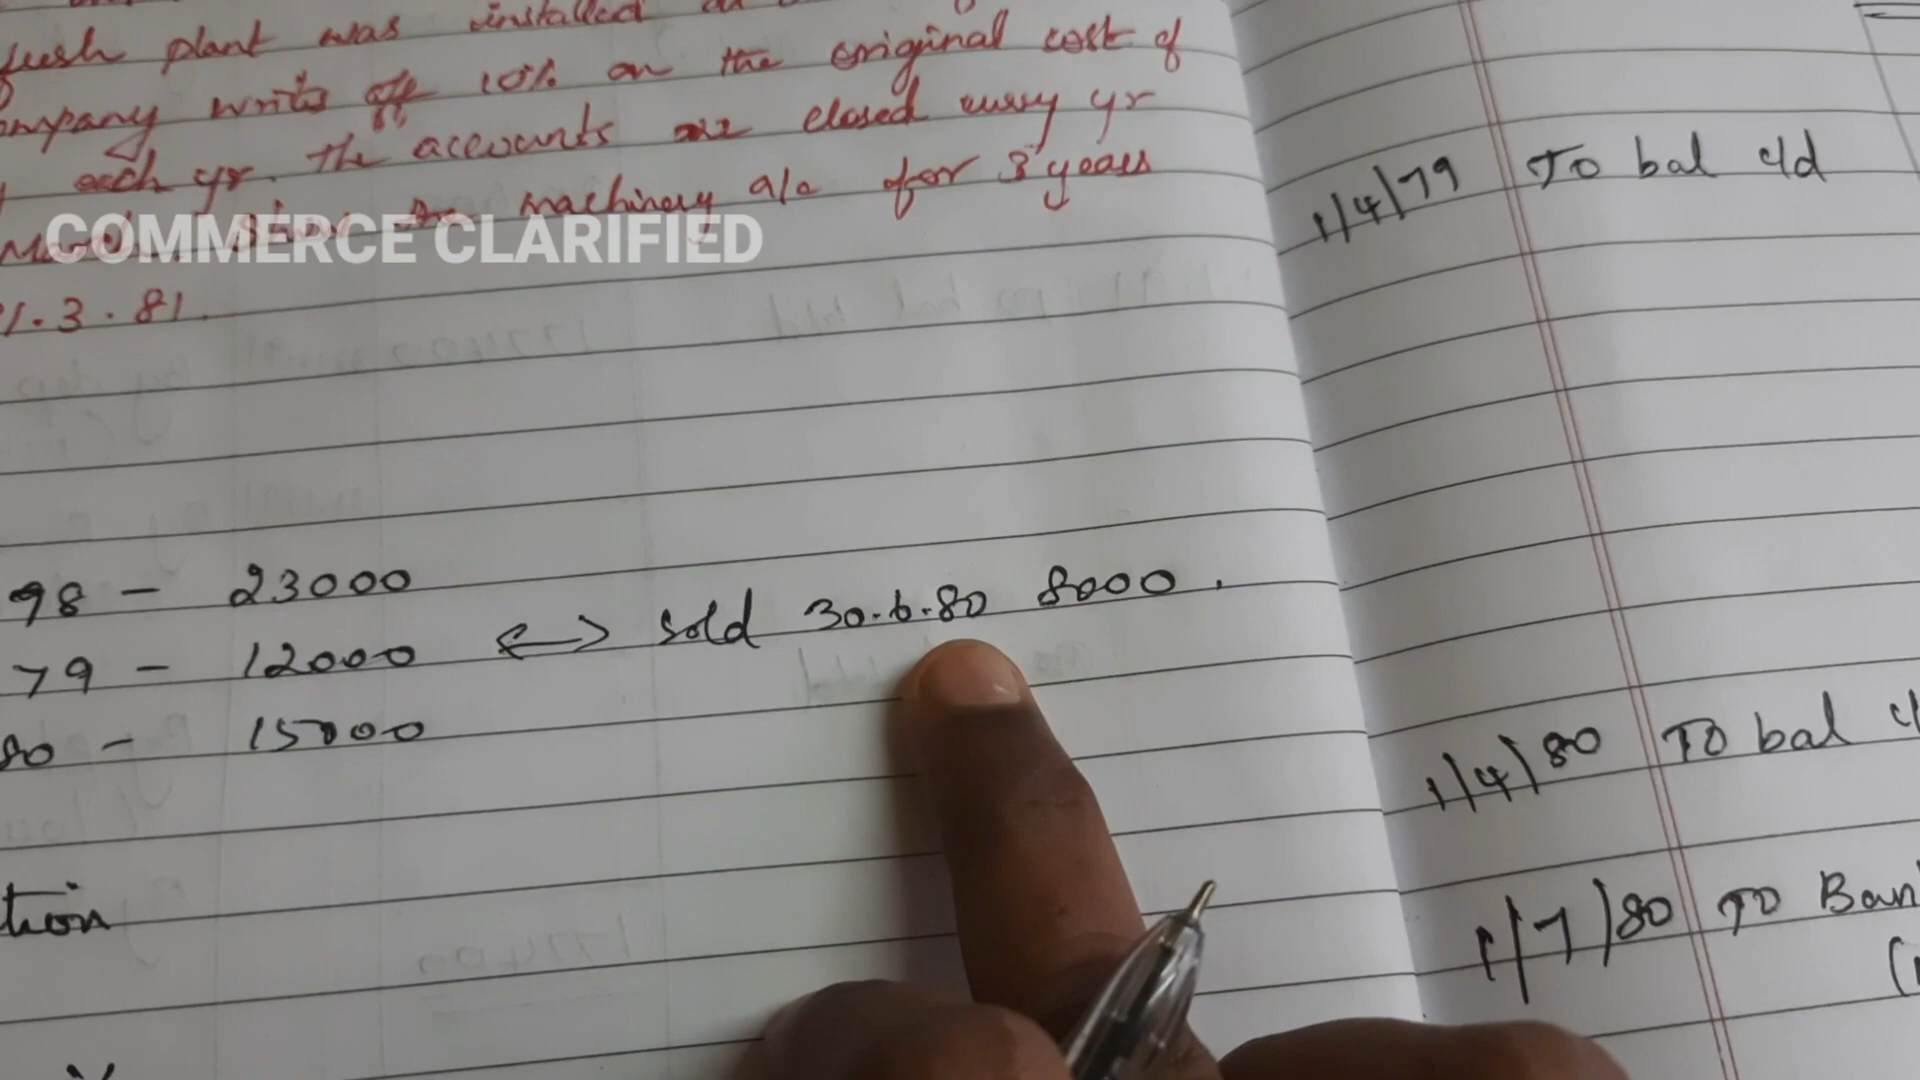 fresh plant was installed
ompany writes off 10% on the original cost of
each yr. The accounts are closed every yr
machinery a/c for 3 years
COMMERCE CLARIFIED
1.3.81.
98 - 23000
79 - 12000 <-> sold 30.6.80 8000.
80 - 15000
tion
1/4/79 To bal c/d
1/4/80 To bal
1/7/80 To Ban